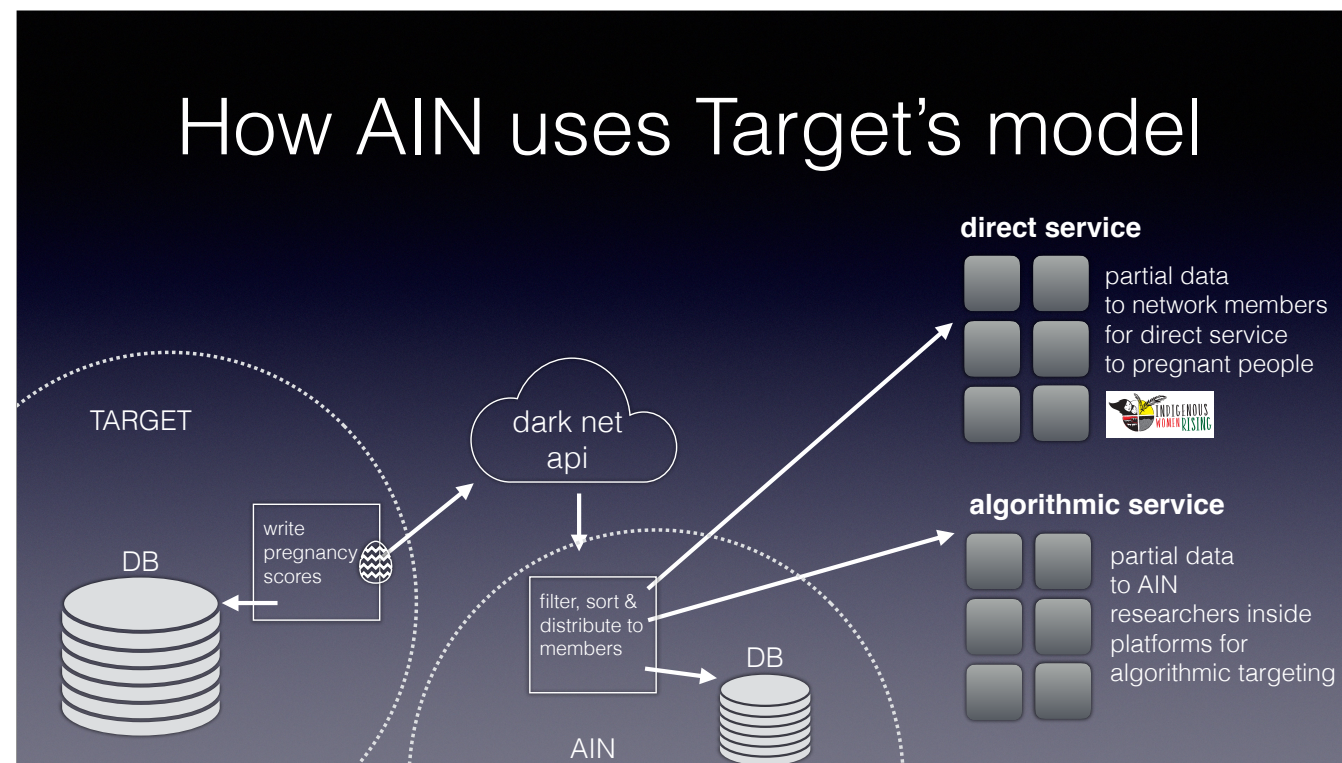 How AIN uses Target’s model
direct service
partial data
to network members
for direct service
to pregnant people
INDIGENOUS
WOMEN RISING
TARGET
dark net
api
write
pregnancy
scores
DB
algorithmic service
partial data
to AIN
researchers inside
platforms for
algorithmic targeting
filter, sort &
distribute to
members
DB
AIN